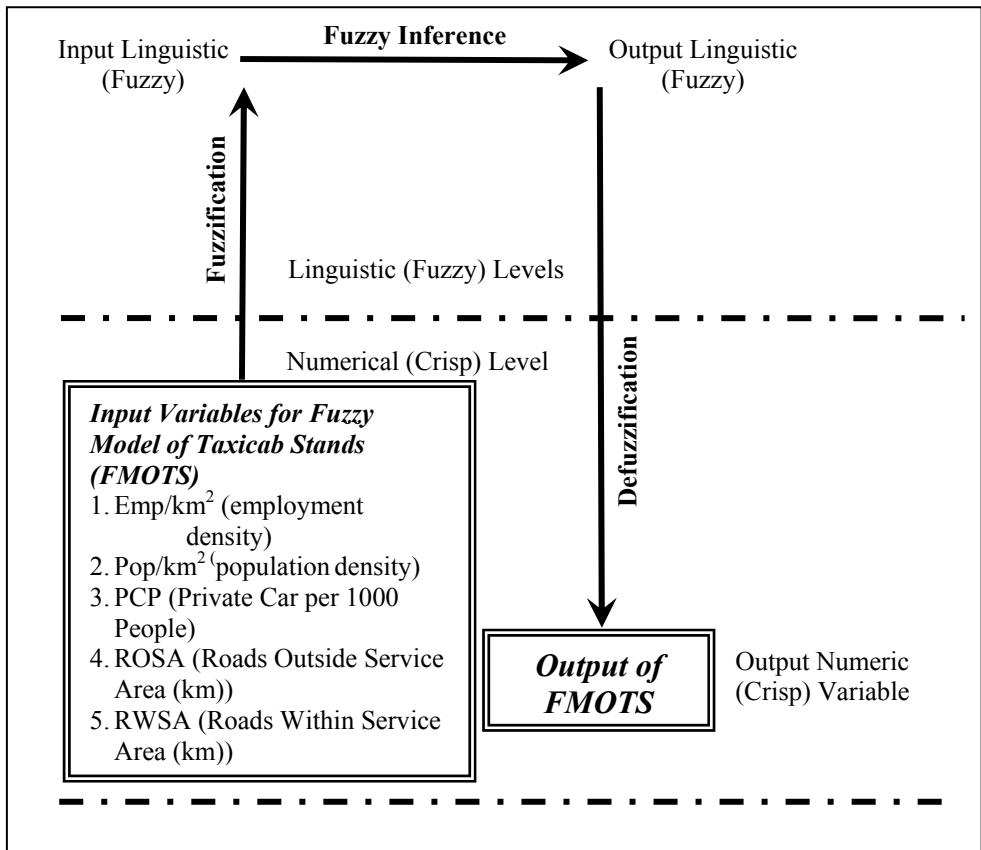 Fuzzy Inference
Input Linguistic
(Fuzzy)
Output Linguistic
(Fuzzy)
Fuzzification
Linguistic (Fuzzy) Levels
Numerical (Crisp) Level
Defuzzification
Input Variables for Fuzzy
Model of Taxicab Stands
(FMOTS)
1. Emp/km² (employment
density)
2. Pop/km² (population density)
3. PCP (Private Car per 1000
People)
4. ROSA (Roads Outside Service
Area (km))
5. RWSA (Roads Within Service
Area (km))
Output of
FMOTS
Output Numeric
(Crisp) Variable